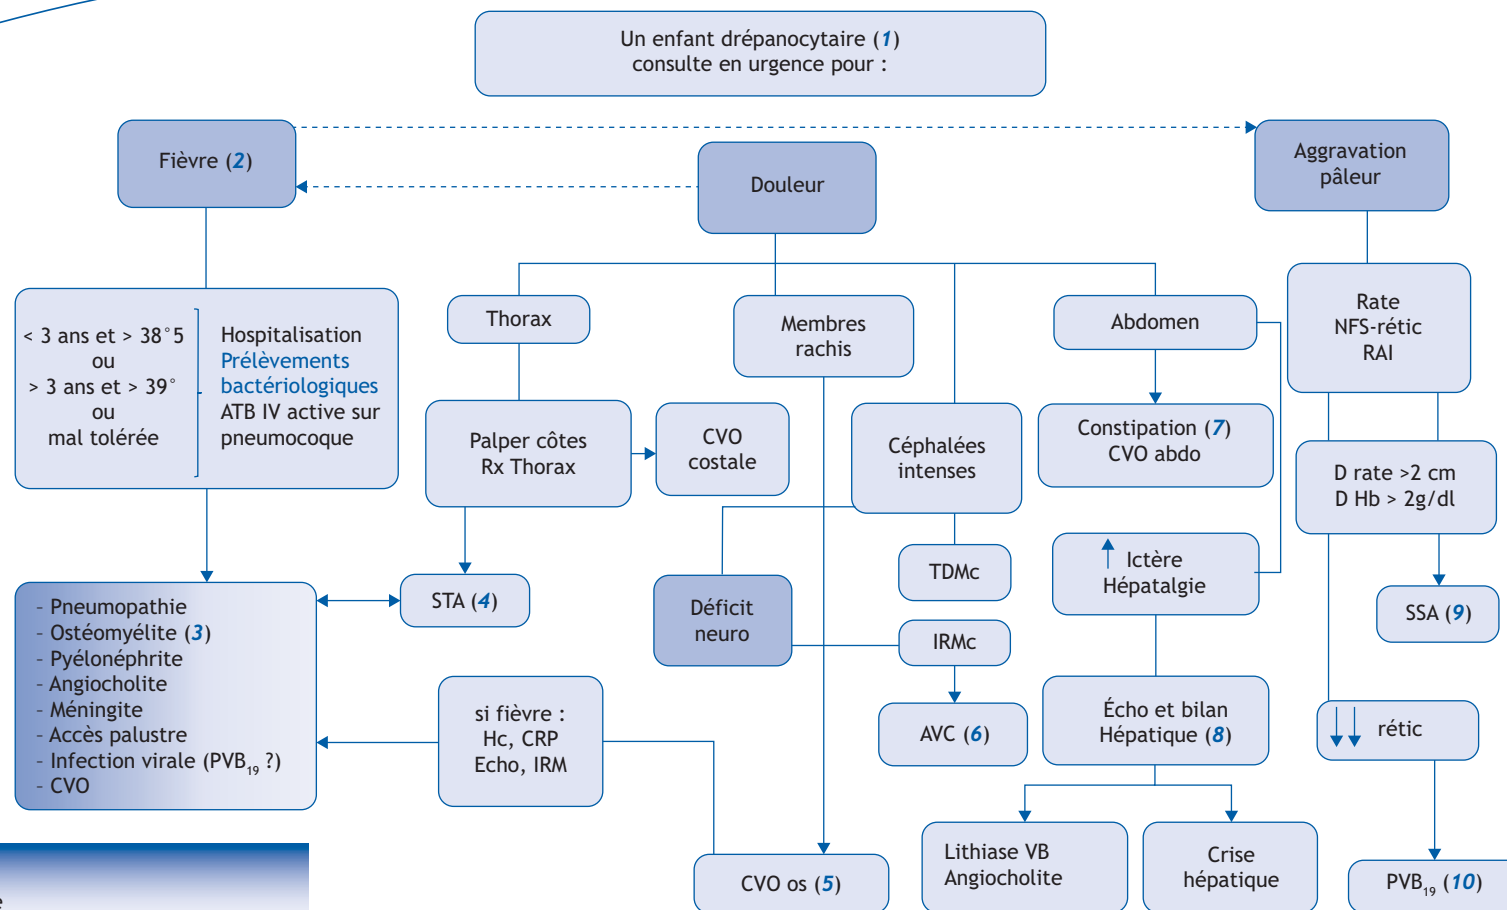 Un enfant drépanocytaire (1)
consulte en urgence pour :
Fièvre (2)
Douleur
Aggravation
pâleur
< 3 ans et > 38°5
ou
> 3 ans et > 39°
ou
mal tolérée
Hospitalisation
Prélèvements
bactériologiques
ATB IV active sur
pneumocoque
Thorax
Membres
rachis
Abdomen
Rate
NFS-rétic
RAI
Palper côtes
Rx Thorax
CVO
costale
Céphalées
intenses
Constipation (7)
CVO abdo
D rate >2 cm
D Hb > 2g/dl
- Pneumopathie
- Ostéomyélite (3)
- Pyélonéphrite
- Angiocholite
- Méningite
- Accès palustre
- Infection virale (PVB19 ?)
- CVO
STA (4)
Déficit
neuro
TDMc
IRMc
AVC (6)
↑ Ictère
Hépatalgie
SSA (9)
si fièvre :
Hc, CRP
Echo, IRM
Écho et bilan
Hépatique (8)
↓↓ rétic
CVO os (5)
Lithiase VB
Angiocholite
Crise
hépatique
PVB19 (10)
e